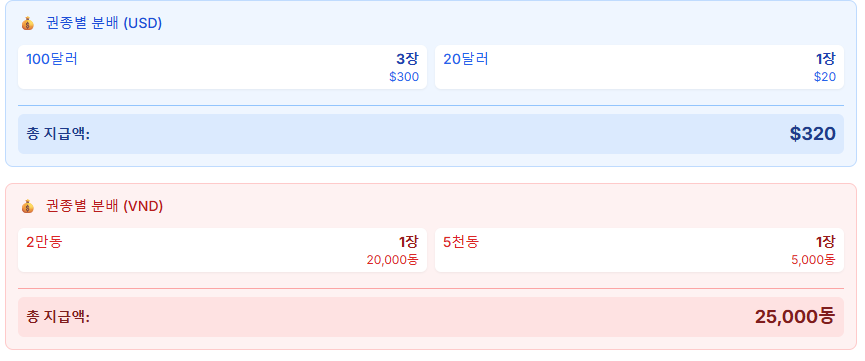 권종별 분배 (USD)
100달러 3장 20달러 1장
$300 $20
총 지급액: $320
권종별 분배 (VND)
2만동 1장 5천동 1장
20,000동 5,000동
총 지급액: 25,000동